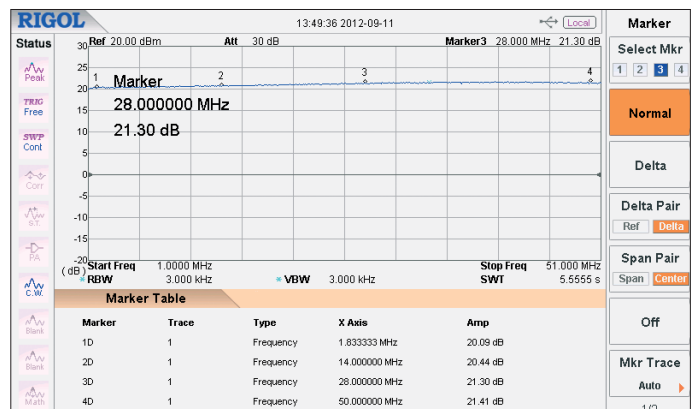 RIGOL
13:49:36 2012-09-11
Local
Marker
Status
Ref 20.00 dBm Att 30 dB Marker3 28.000 MHz 21.30 dB
30
25
20
15
10
5
0
-5
-10
-15
-20
(dB)
1 2 3 4
Marker
28.000000 MHz
21.30 dB
Start Freq 1.0000 MHz Stop Freq 51.000 MHz
*RBW 3.000 kHz *VBW 3.000 kHz SWT 5.5555 s
Peak
TRIG
Free
SWP
Cont
Corr
S.T.
PA
C.W.
Blank
Blank
Math
Marker Table
Marker Trace Type X Axis Amp
1D 1 Frequency 1.833333 MHz 20.09 dB
2D 1 Frequency 14.000000 MHz 20.44 dB
3D 1 Frequency 28.000000 MHz 21.30 dB
4D 1 Frequency 50.000000 MHz 21.41 dB
Select Mkr
1 2 3 4
Normal
Delta
Delta Pair
Ref Delta
Span Pair
Span Center
Off
Mkr Trace
Auto
1/2